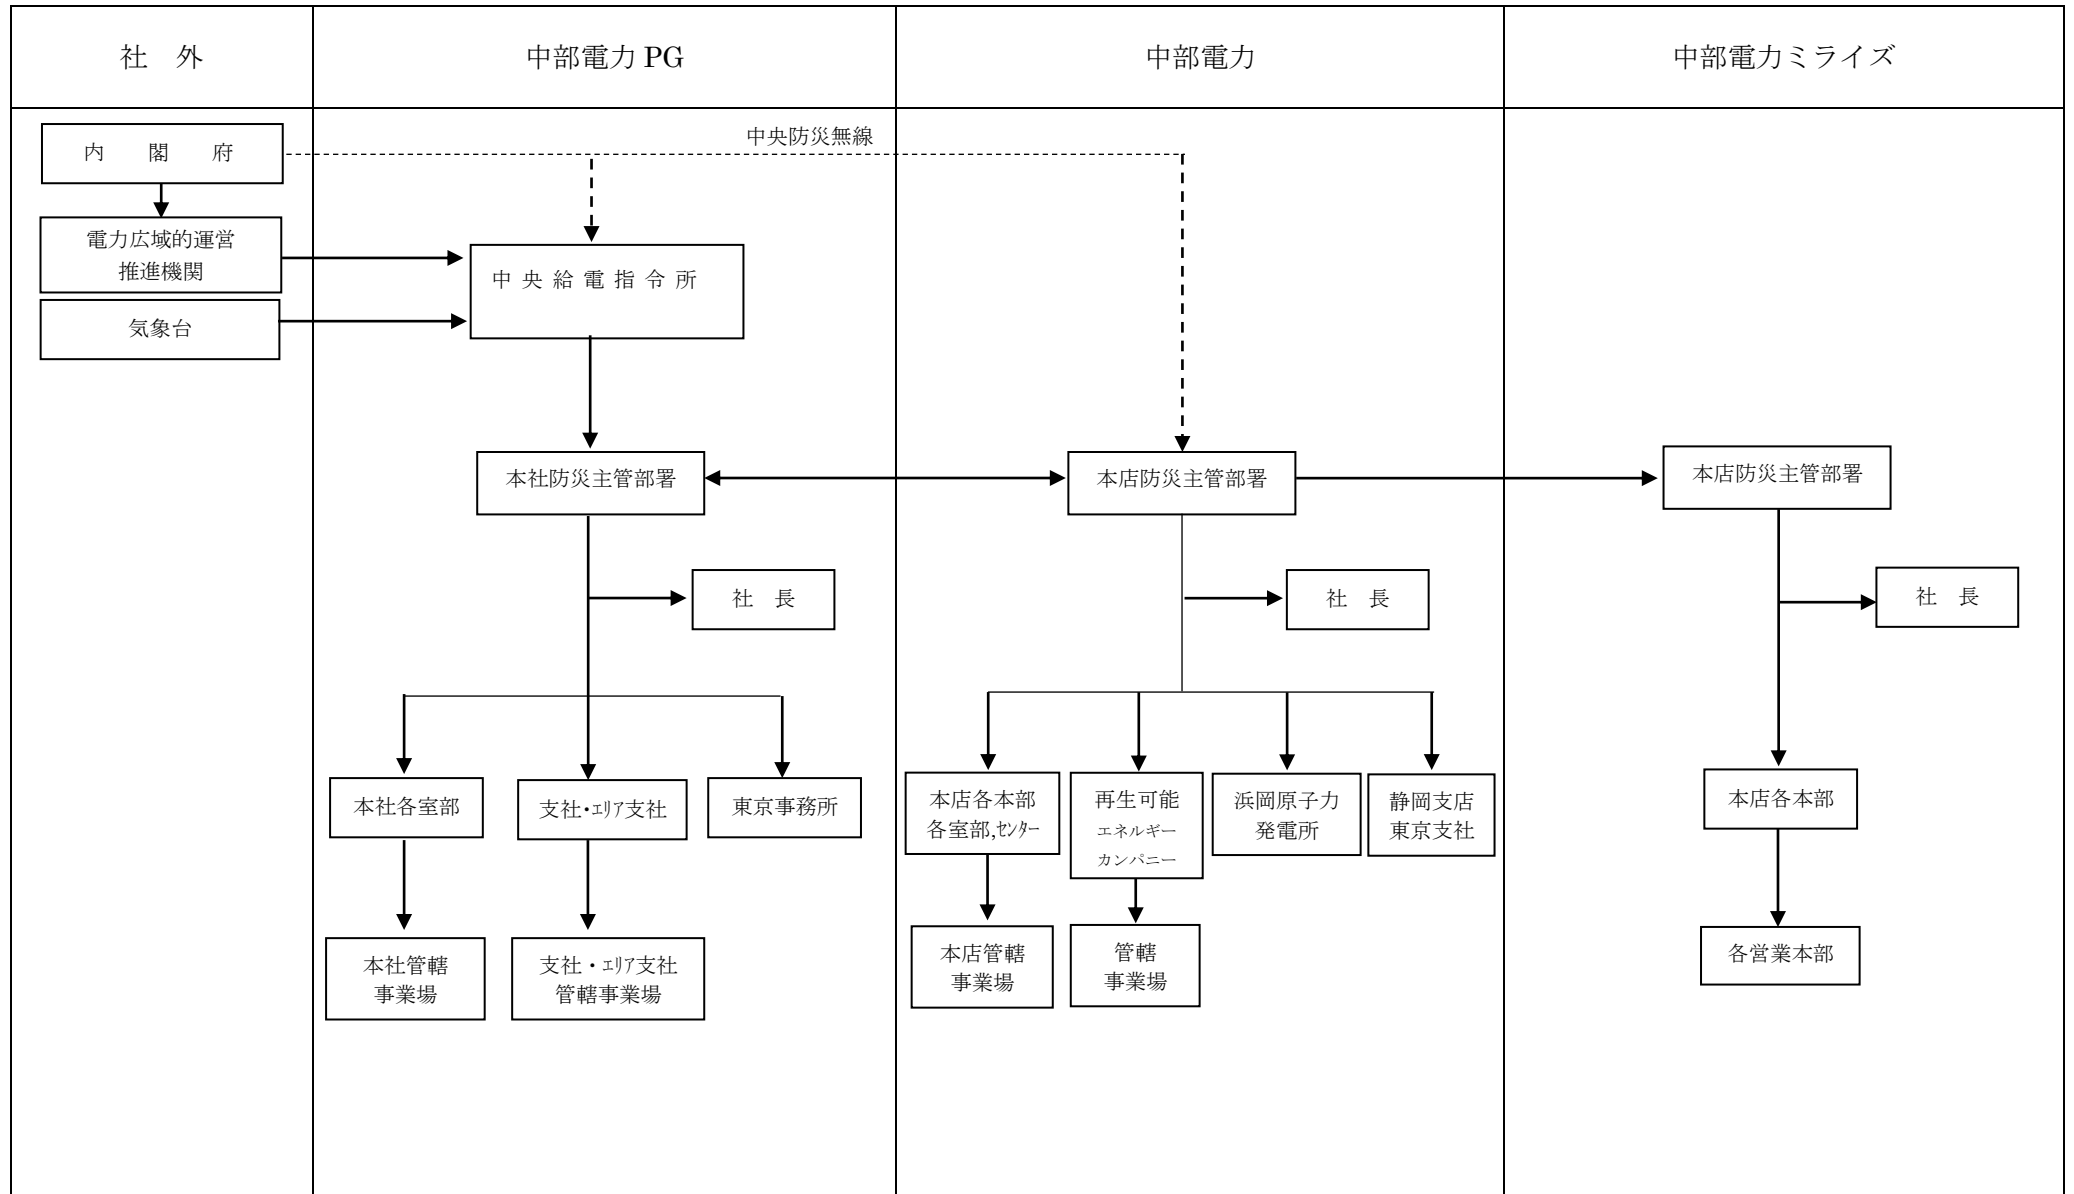 社　外
中部電力 PG
中部電力
中部電力ミライズ
中央防災無線
内　閣　府
電力広域的運営
推進機関
気象台
中央給電指令所
本社防災主管部署
本店防災主管部署
本店防災主管部署
社　長
社　長
社　長
本社各室部
支社・ｴﾘｱ支社
東京事務所
本店各本部
各室部,ｾﾝﾀｰ
再生可能
エネルギー
カンパニー
浜岡原子力
発電所
静岡支店
東京支社
本店各本部
本社管轄
事業場
支社・ｴﾘｱ支社
管轄事業場
本店管轄
事業場
管轄
事業場
各営業本部